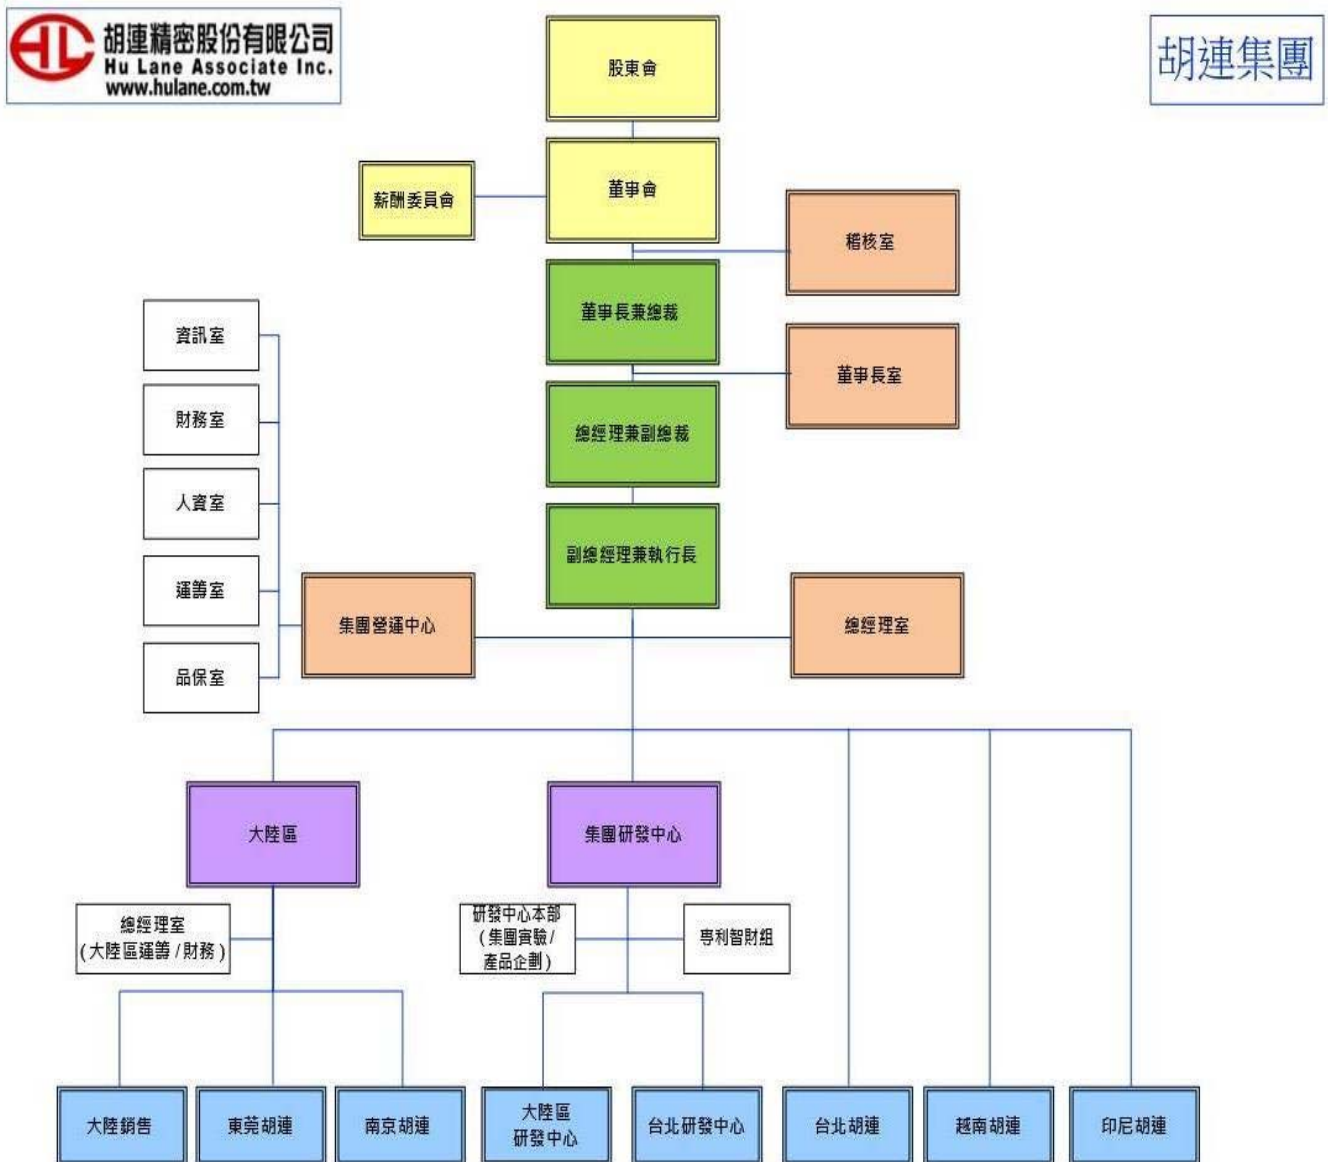 胡連精密股份有限公司
Hu Lane Associate Inc.
www.hulane.com.tw
胡連集團
股東會
董事會
薪酬委員會
稽核室
董事長兼總裁
董事長室
總經理兼副總裁
副總經理兼執行長
資訊室
財務室
人資室
運籌室
品保室
集團營運中心
總經理室
大陸區
集團研發中心
總經理室
(大陸區運籌/財務)
研發中心本部
(集團實驗/
產品企劃)
專利智財組
大陸銷售
東莞胡連
南京胡連
大陸區
研發中心
台北研發中心
台北胡連
越南胡連
印尼胡連